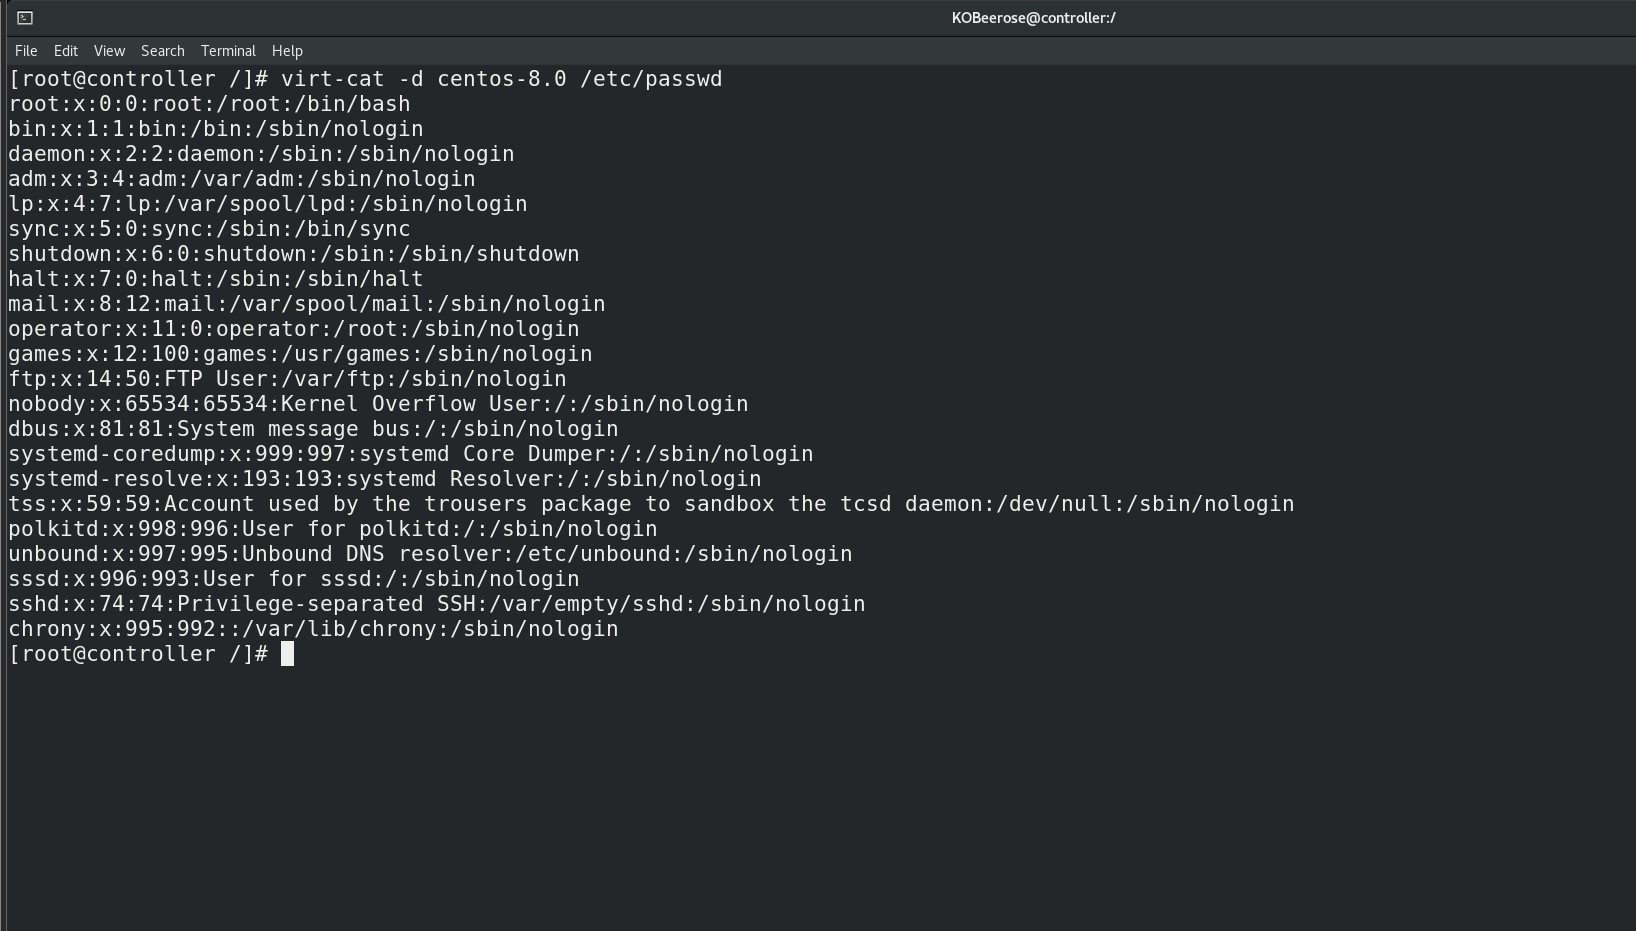 KOBeerose@controller:/
File Edit View Search Terminal Help
[root@controller /]# virt-cat -d centos-8.0 /etc/passwd
root:x:0:0:root:/root:/bin/bash
bin:x:1:1:bin:/bin:/sbin/nologin
daemon:x:2:2:daemon:/sbin:/sbin/nologin
adm:x:3:4:adm:/var/adm:/sbin/nologin
lp:x:4:7:lp:/var/spool/lpd:/sbin/nologin
sync:x:5:0:sync:/sbin:/bin/sync
shutdown:x:6:0:shutdown:/sbin:/sbin/shutdown
halt:x:7:0:halt:/sbin:/sbin/halt
mail:x:8:12:mail:/var/spool/mail:/sbin/nologin
operator:x:11:0:operator:/root:/sbin/nologin
games:x:12:100:games:/usr/games:/sbin/nologin
ftp:x:14:50:FTP User:/var/ftp:/sbin/nologin
nobody:x:65534:65534:Kernel Overflow User:/:/sbin/nologin
dbus:x:81:81:System message bus:/:/sbin/nologin
systemd-coredump:x:999:997:systemd Core Dumper:/:/sbin/nologin
systemd-resolve:x:193:193:systemd Resolver:/:/sbin/nologin
tss:x:59:59:Account used by the trousers package to sandbox the tcsd daemon:/dev/null:/sbin/nologin
polkitd:x:998:996:User for polkitd:/:/sbin/nologin
unbound:x:997:995:Unbound DNS resolver:/etc/unbound:/sbin/nologin
sssd:x:996:993:User for sssd:/:/sbin/nologin
sshd:x:74:74:Privilege-separated SSH:/var/empty/sshd:/sbin/nologin
chrony:x:995:992::/var/lib/chrony:/sbin/nologin
[root@controller /]#